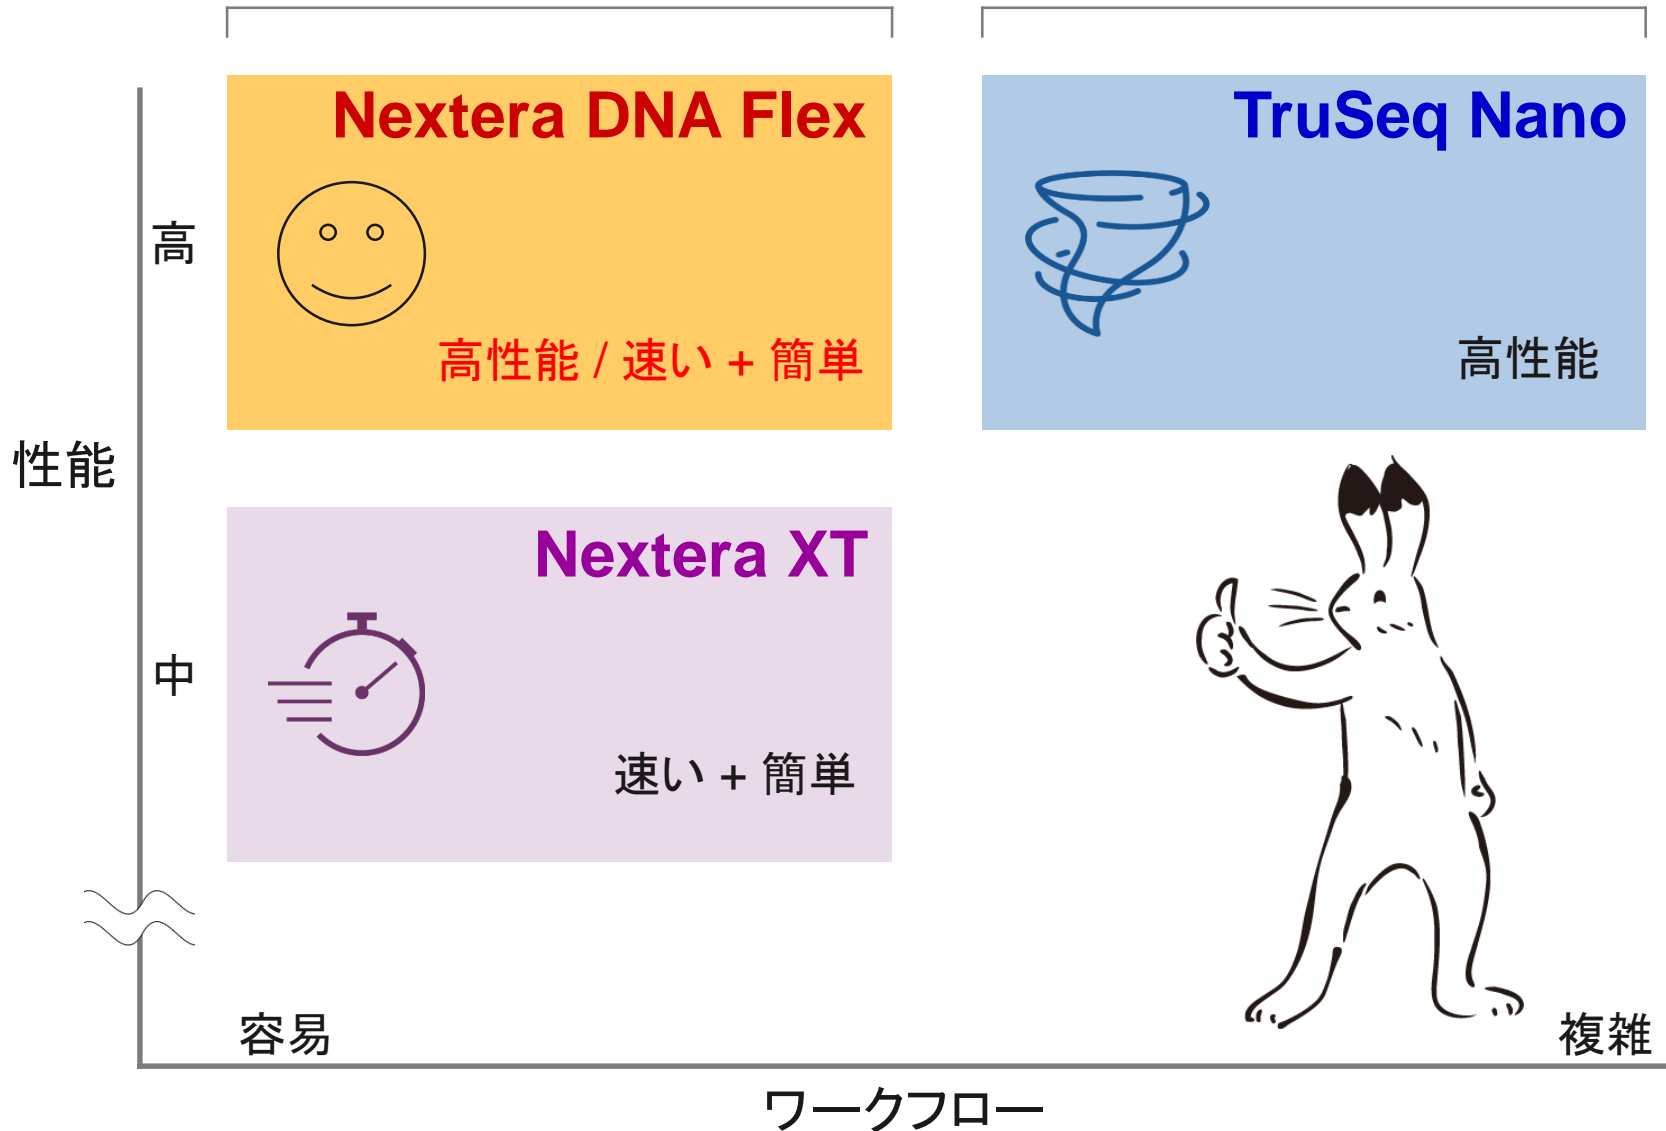 Nextera DNA Flex
TruSeq Nano
高
高性能 / 速い + 簡単
高性能
性能
Nextera XT
中
速い + 簡単
容易
複雑
ワークフロー